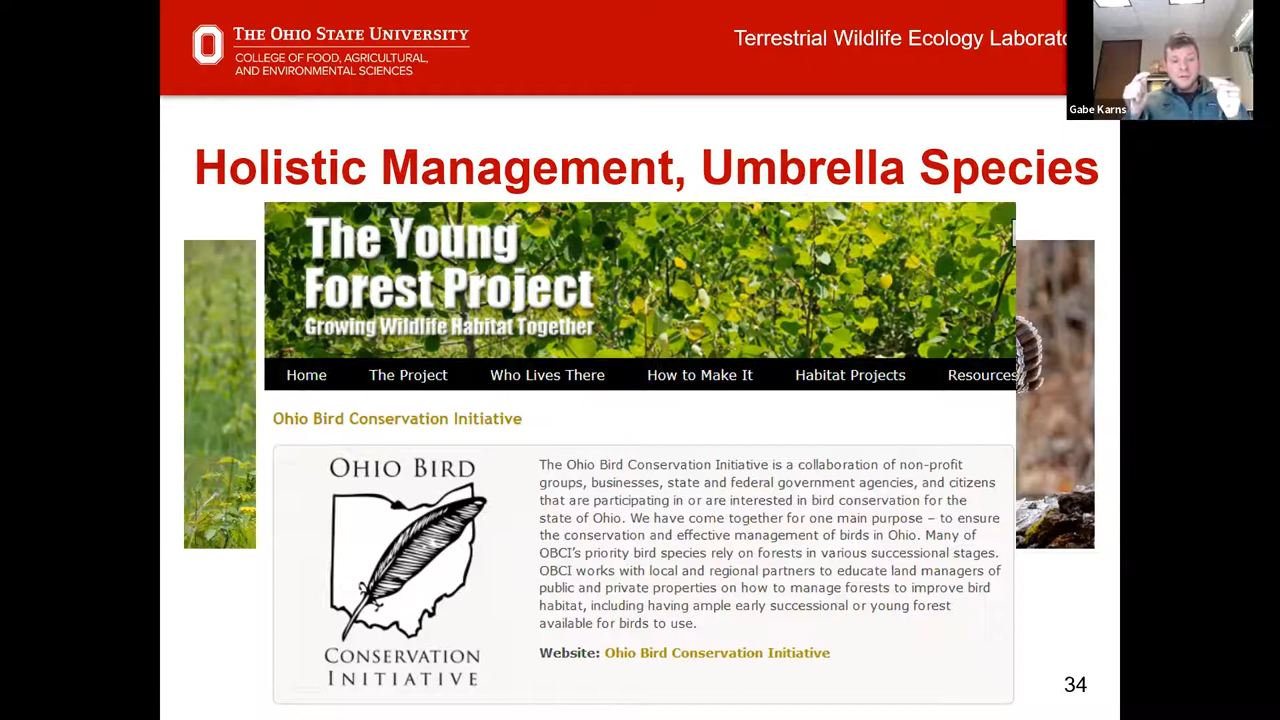 THE OHIO STATE UNIVERSITY
COLLEGE OF FOOD, AGRICULTURAL,
AND ENVIRONMENTAL SCIENCES
Terrestrial Wildlife Ecology Laborato
Gabe Karns
Holistic Management, Umbrella Species
The Young
Forest Project
Growing Wildlife Habitat Together
Home The Project Who Lives There How to Make It Habitat Projects Resources
Ohio Bird Conservation Initiative
OHIO BIRD
CONSERVATION
INITIATIVE
The Ohio Bird Conservation Initiative is a collaboration of non-profit
groups, businesses, state and federal government agencies, and citizens
that are participating in or are interested in bird conservation for the
state of Ohio. We have come together for one main purpose – to ensure
the conservation and effective management of birds in Ohio. Many of
OBCI's priority bird species rely on forests in various successional stages.
OBCI works with local and regional partners to educate land managers of
public and private properties on how to manage forests to improve bird
habitat, including having ample early successional or young forest
available for birds to use.
Website: Ohio Bird Conservation Initiative
34